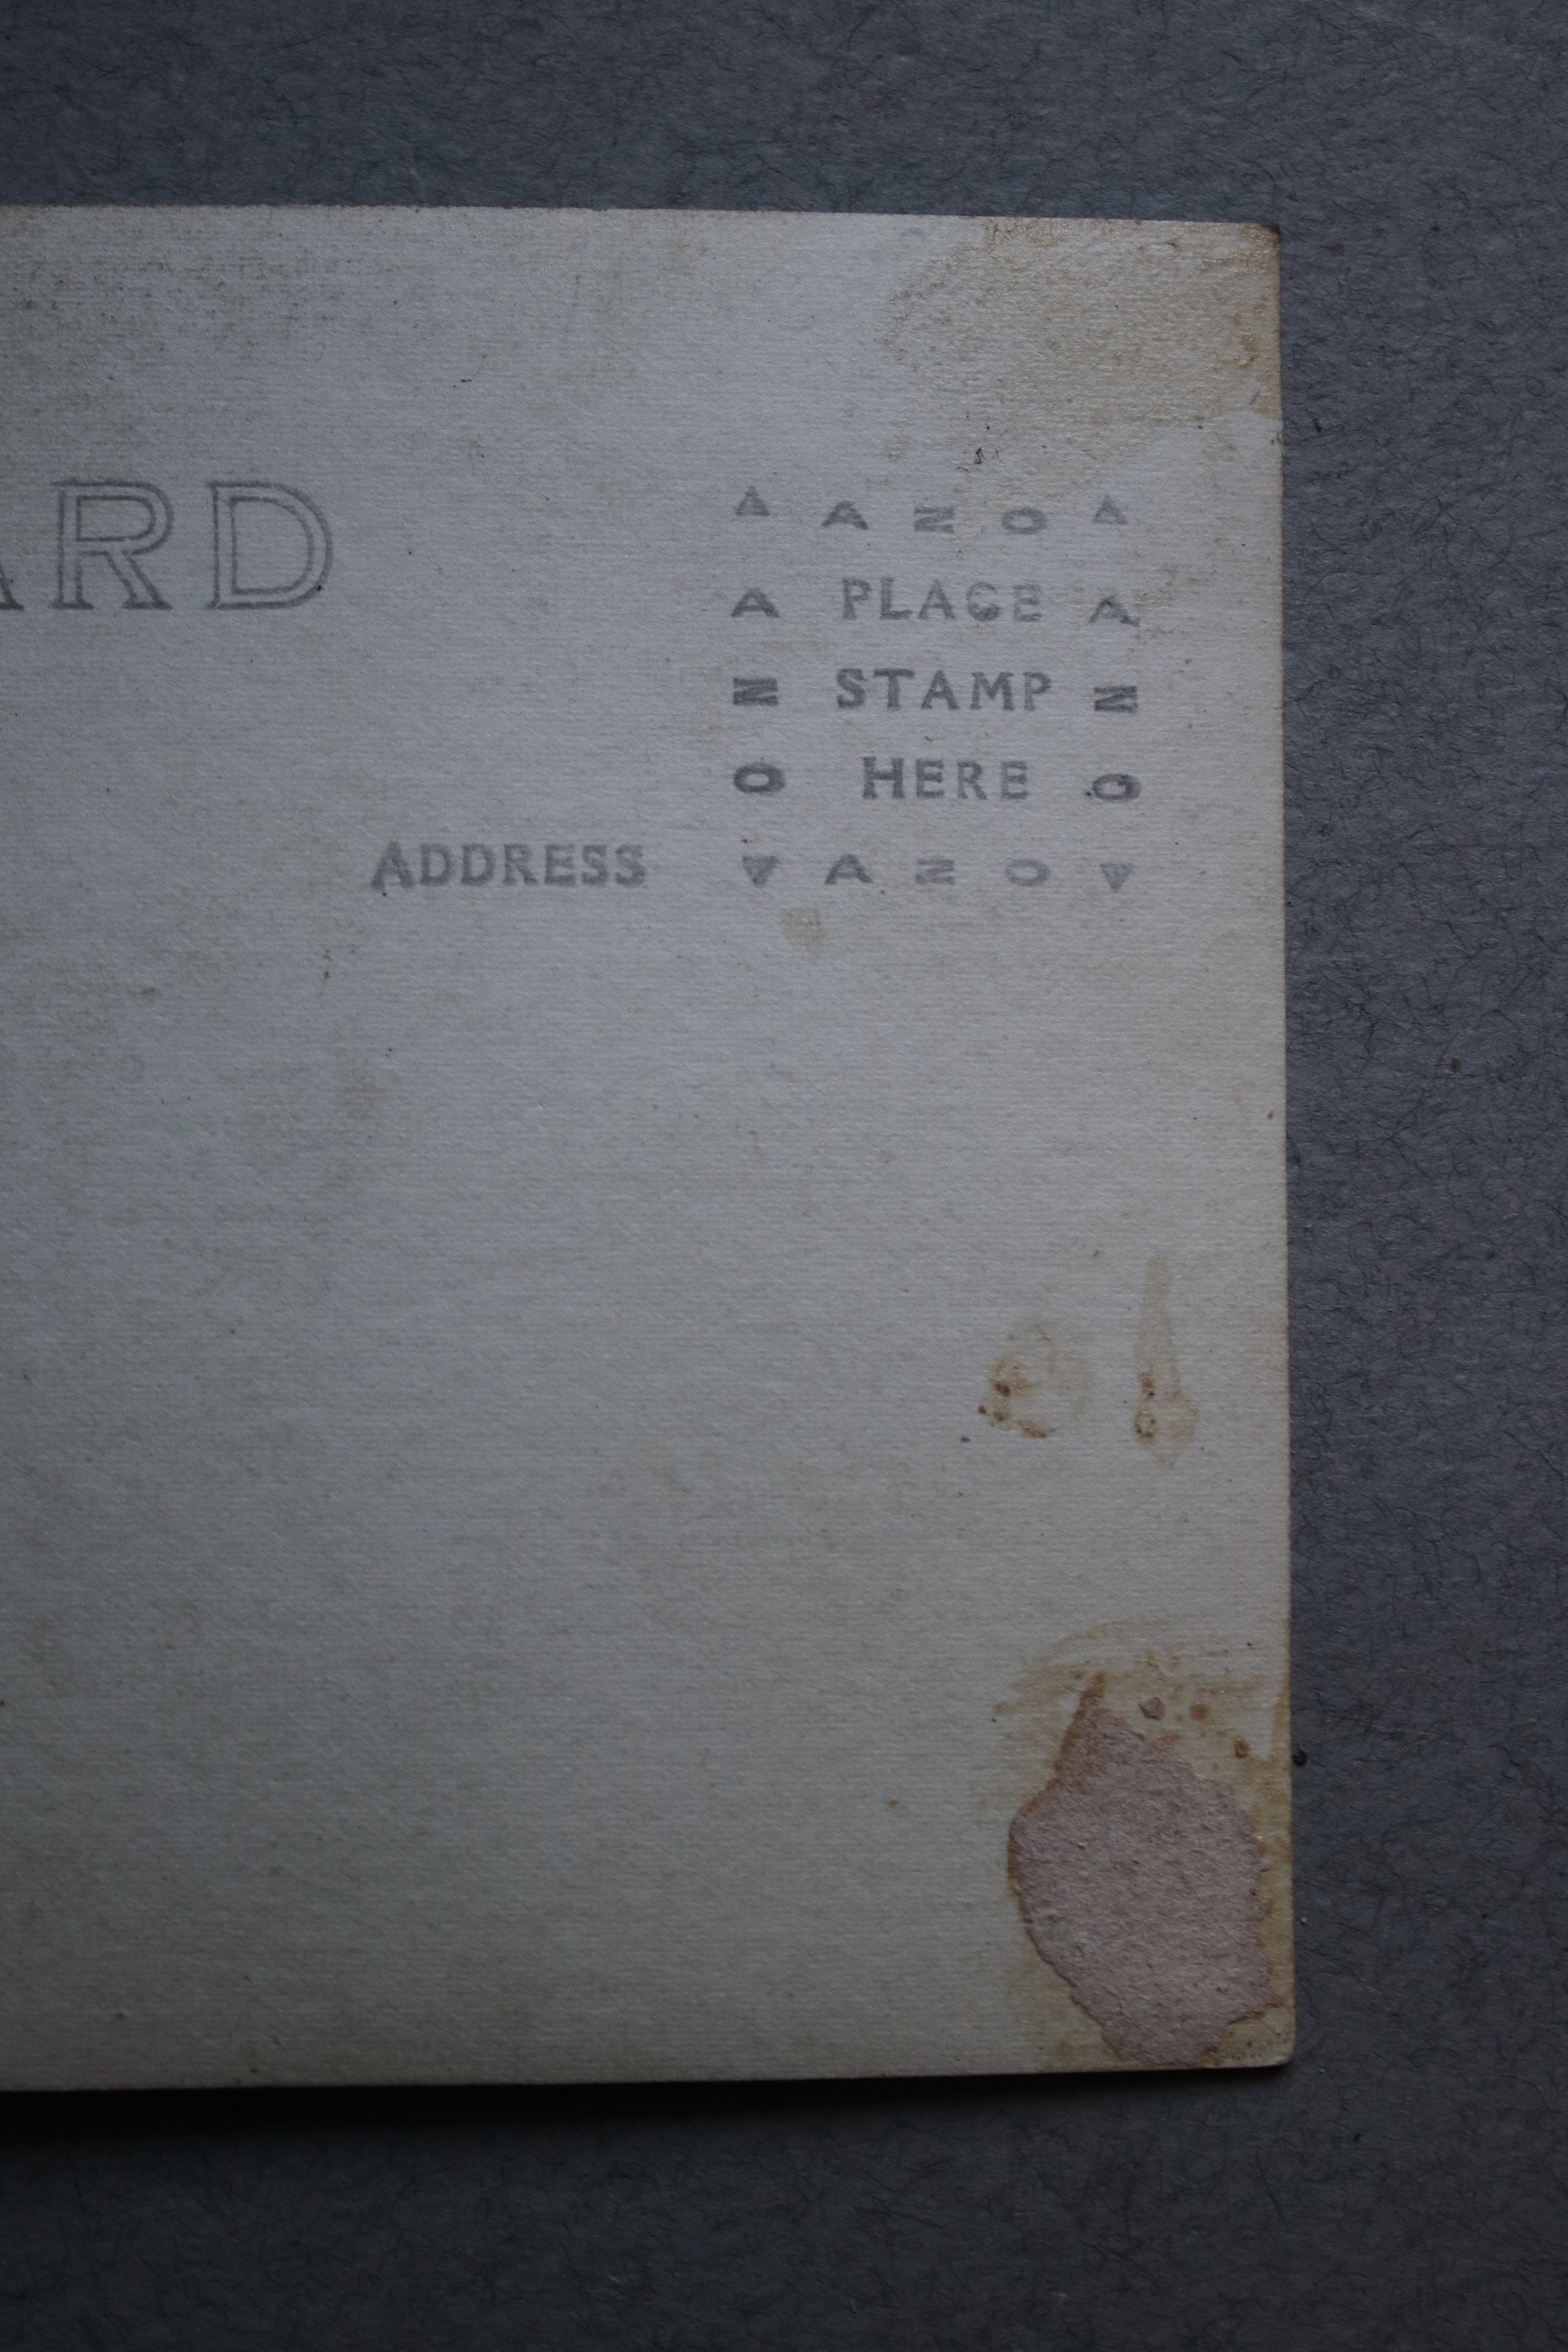 ARD
▲ AZO ▲
A PLACE A
Z STAMP Z
O HERE O
ADDRESS ▼ AZO ▼